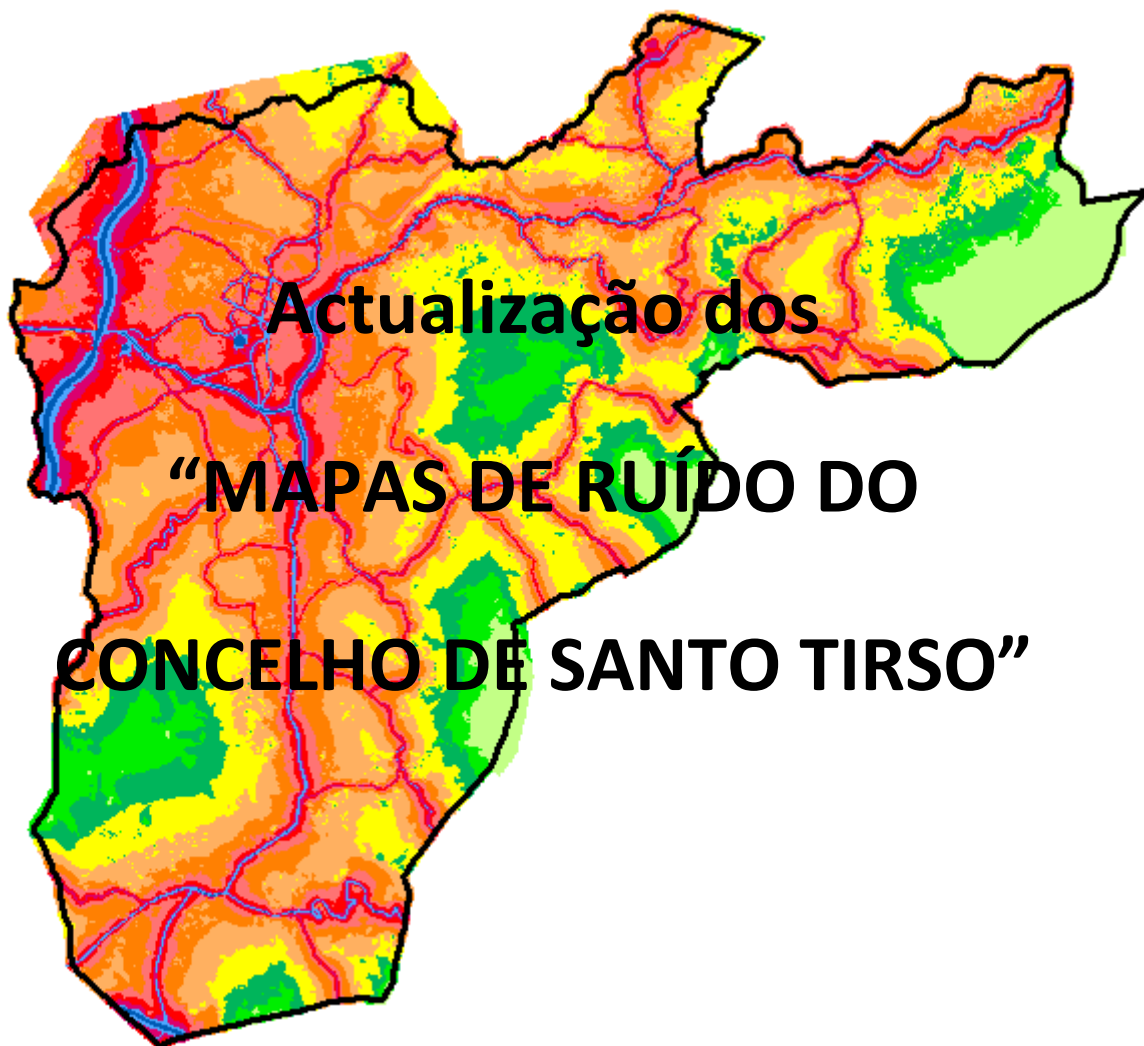 Actualização dos
“MAPAS DE RUÍDO DO
CONCELHO DE SANTO TIRSO”